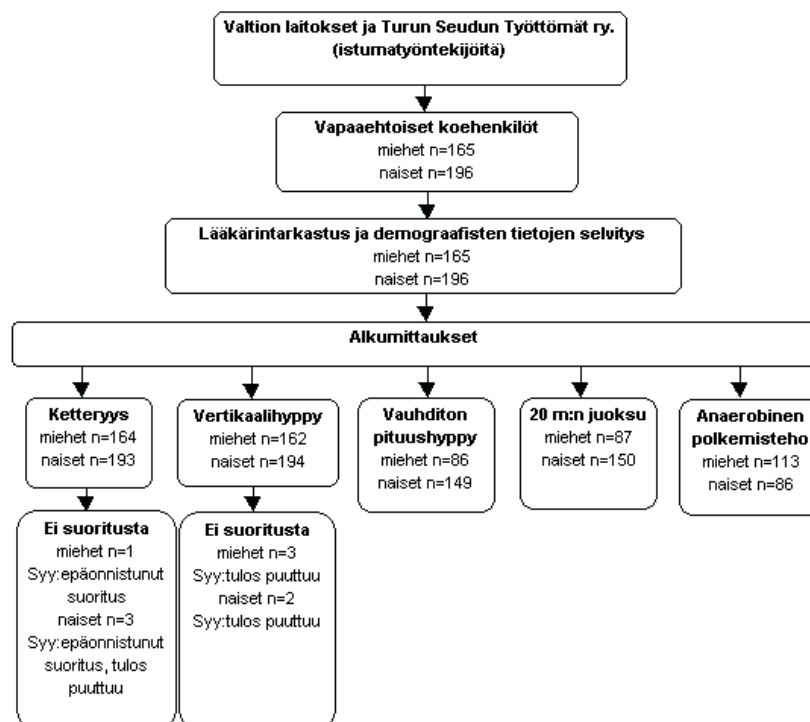 Valtion laitokset ja Turun Seudun Työttömät ry.
(istumatyöntekijöitä)
Vapaaehtoiset koehenkilöt
miehet n=165
naiset n=196
Lääkärintarkastus ja demograafisten tietojen selvitys
miehet n=165
naiset n=196
Alkumittaukset
Ketteryys
miehet n=164
naiset n=193
Vertikaalihyppy
miehet n=162
naiset n=194
Vauhditon
pituushyppy
miehet n=86
naiset n=149
20 m:n juoksu
miehet n=87
naiset n=150
Anaerobinen
polkemisteho
miehet n=113
naiset n=86
Ei suoritusta
miehet n=1
Syy:epäonnistunut
suoritus
naiset n=3
Syy:epäonnistunut
suoritus, tulos
puuttuu
Ei suoritusta
miehet n=3
Syy:tulos puuttuu
naiset n=2
Syy:tulos puuttuu